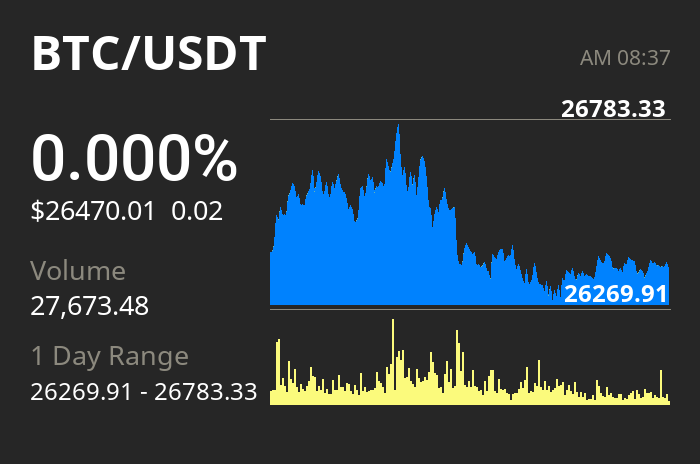 BTC/USDT
AM 08:37
26783.33
0.000%
$26470.01 0.02
Volume
27,673.48
26269.91
1 Day Range
26269.91 - 26783.33